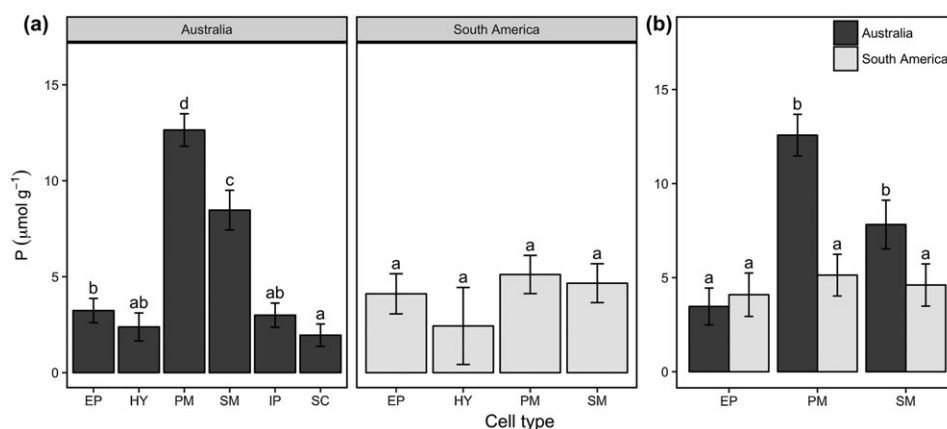 (a)
Australia
South America
P (μmol g⁻¹)
15
10
5
0
b
ab
d
c
ab
a
a
a
a
a
EP HY PM SM IP SC
EP HY PM SM
Cell type
(b)
Australia
South America
15
10
5
0
a
a
b
a
b
a
EP PM SM